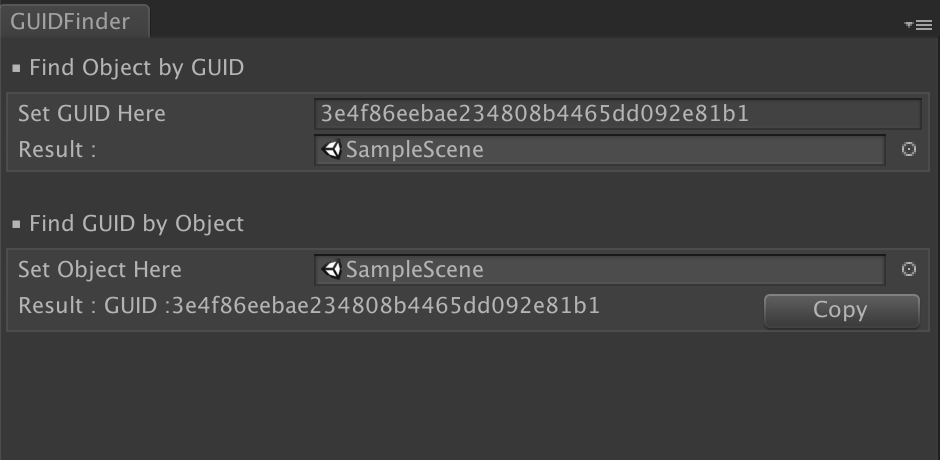 GUIDFinder
▪ Find Object by GUID
Set GUID Here 3e4f86eebae234808b4465dd092e81b1
Result : SampleScene
▪ Find GUID by Object
Set Object Here SampleScene
Result : GUID :3e4f86eebae234808b4465dd092e81b1 Copy